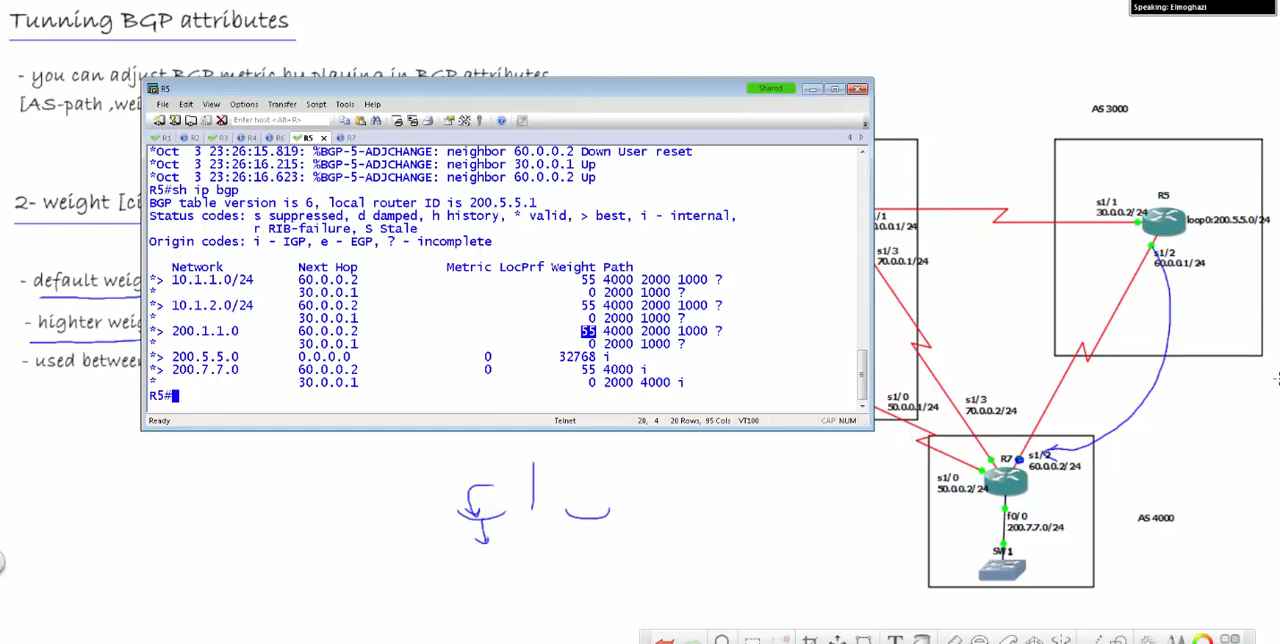 Speaking: Elmoghazi
Tunning BGP attributes
- you can adjust BGP metric by playing in BGP attributes
[AS-path ,wei
2- weight [ci
- default weig
- highter weig
- used between
R5
Shared
File Edit View Options Transfer Script Tools Help
Enter host <Alt+R>
R1 R2 R3 R4 R6 R5 R7
*Oct 3 23:26:15.819: %BGP-5-ADJCHANGE: neighbor 60.0.0.2 Down User reset
*Oct 3 23:26:16.215: %BGP-5-ADJCHANGE: neighbor 30.0.0.1 Up
*Oct 3 23:26:16.623: %BGP-5-ADJCHANGE: neighbor 60.0.0.2 Up
R5#sh ip bgp
BGP table version is 6, local router ID is 200.5.5.1
Status codes: s suppressed, d damped, h history, * valid, > best, i - internal,
r RIB-failure, S Stale
Origin codes: i - IGP, e - EGP, ? - incomplete
Network Next Hop Metric LocPrf Weight Path
*> 10.1.1.0/24 60.0.0.2 55 4000 2000 1000 ?
* 30.0.0.1 0 2000 1000 ?
*> 10.1.2.0/24 60.0.0.2 55 4000 2000 1000 ?
* 30.0.0.1 0 2000 1000 ?
*> 200.1.1.0 60.0.0.2 55 4000 2000 1000 ?
* 30.0.0.1 0 2000 1000 ?
*> 200.5.5.0 0.0.0.0 0 32768 i
*> 200.7.7.0 60.0.0.2 0 55 4000 i
* 30.0.0.1 0 2000 4000 i
R5#
Ready Telnet 20, 4 20 Rows, 95 Cols VT100 CAP NUM
AS 3000
R5
s1/1
30.0.0.2/24
loop0:200.5.5.0/24
s1/2
60.0.0.1/24
/1
0.0.0.1/24
s1/3
70.0.0.1/24
s1/0
50.0.0.1/24
s1/3
70.0.0.2/24
R7
s1/2
60.0.0.2/24
s1/0
50.0.0.2/24
f0/0
200.7.7.0/24
SW1
AS 4000